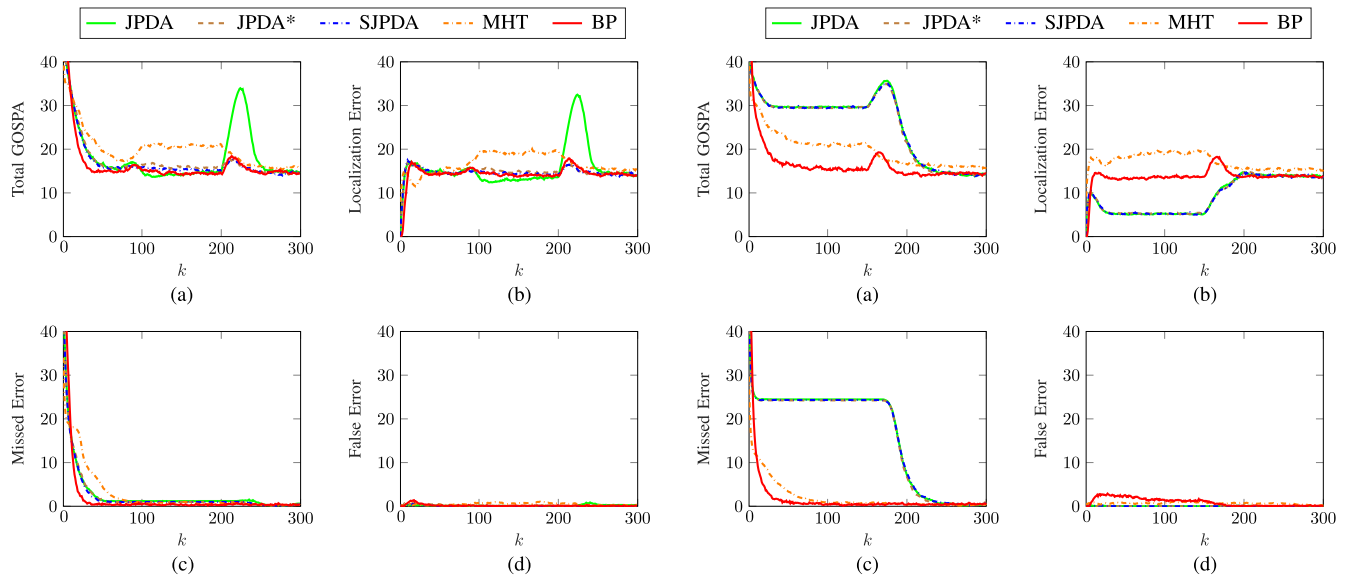 JPDA JPDA* SJPDA MHT BP
Total GOSPA
40
30
20
10
0
0 100 200 300
k
(a)
Localization Error
40
30
20
10
0
0 100 200 300
k
(b)
Missed Error
40
30
20
10
0
0 100 200 300
k
(c)
False Error
40
30
20
10
0
0 100 200 300
k
(d)
JPDA JPDA* SJPDA MHT BP
Total GOSPA
40
30
20
10
0
0 100 200 300
k
(a)
Localization Error
40
30
20
10
0
0 100 200 300
k
(b)
Missed Error
40
30
20
10
0
0 100 200 300
k
(c)
False Error
40
30
20
10
0
0 100 200 300
k
(d)